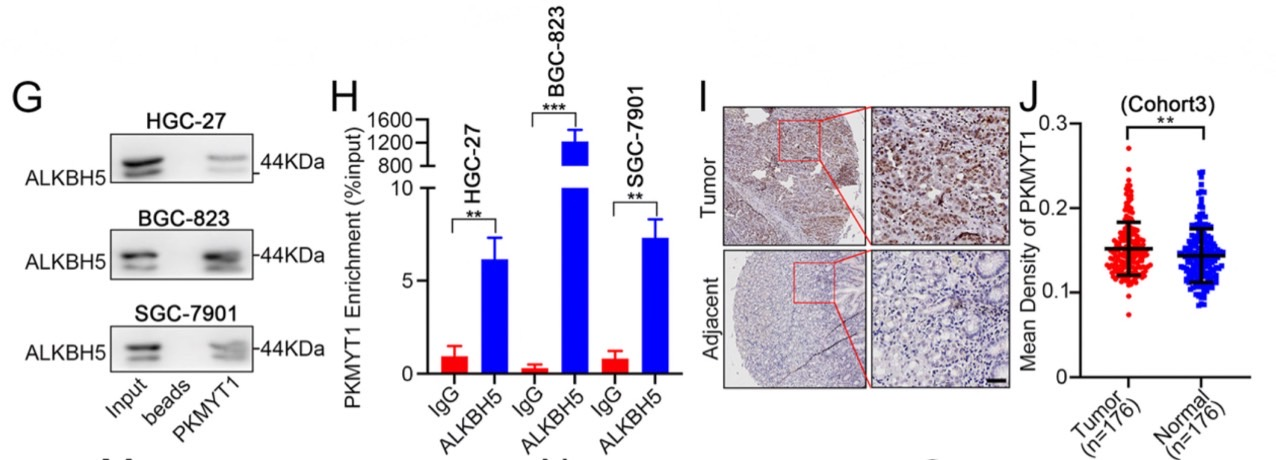 G
HGC-27
ALKBH5
44KDa
BGC-823
ALKBH5
44KDa
SGC-7901
ALKBH5
44KDa
Input
beads
PKMYT1
H
PKMYT1 Enrichment (%input)
1600
1200
800
10
5
0
HGC-27
**
BGC-823
***
SGC-7901
**
IgG
ALKBH5
IgG
ALKBH5
IgG
ALKBH5
I
Tumor
Adjacent
J
(Cohort3)
**
Mean Density of PKMYT1
0.3
0.2
0.1
0
Tumor
(n=176)
Normal
(n=176)